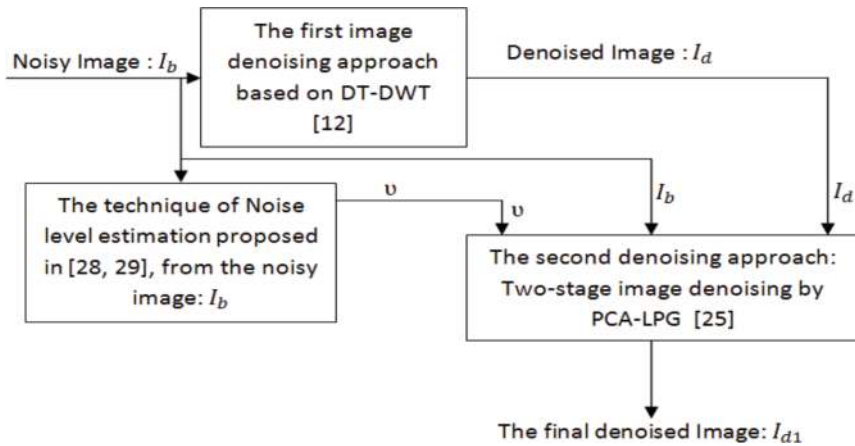 Noisy Image : I_b
The first image
denoising approach
based on DT-DWT
[12]
Denoised Image : I_d
The technique of Noise
level estimation proposed
in [28, 29], from the noisy
image: I_b
υ
υ
I_b
I_d
The second denoising approach:
Two-stage image denoising by
PCA-LPG [25]
The final denoised Image: I_{d1}